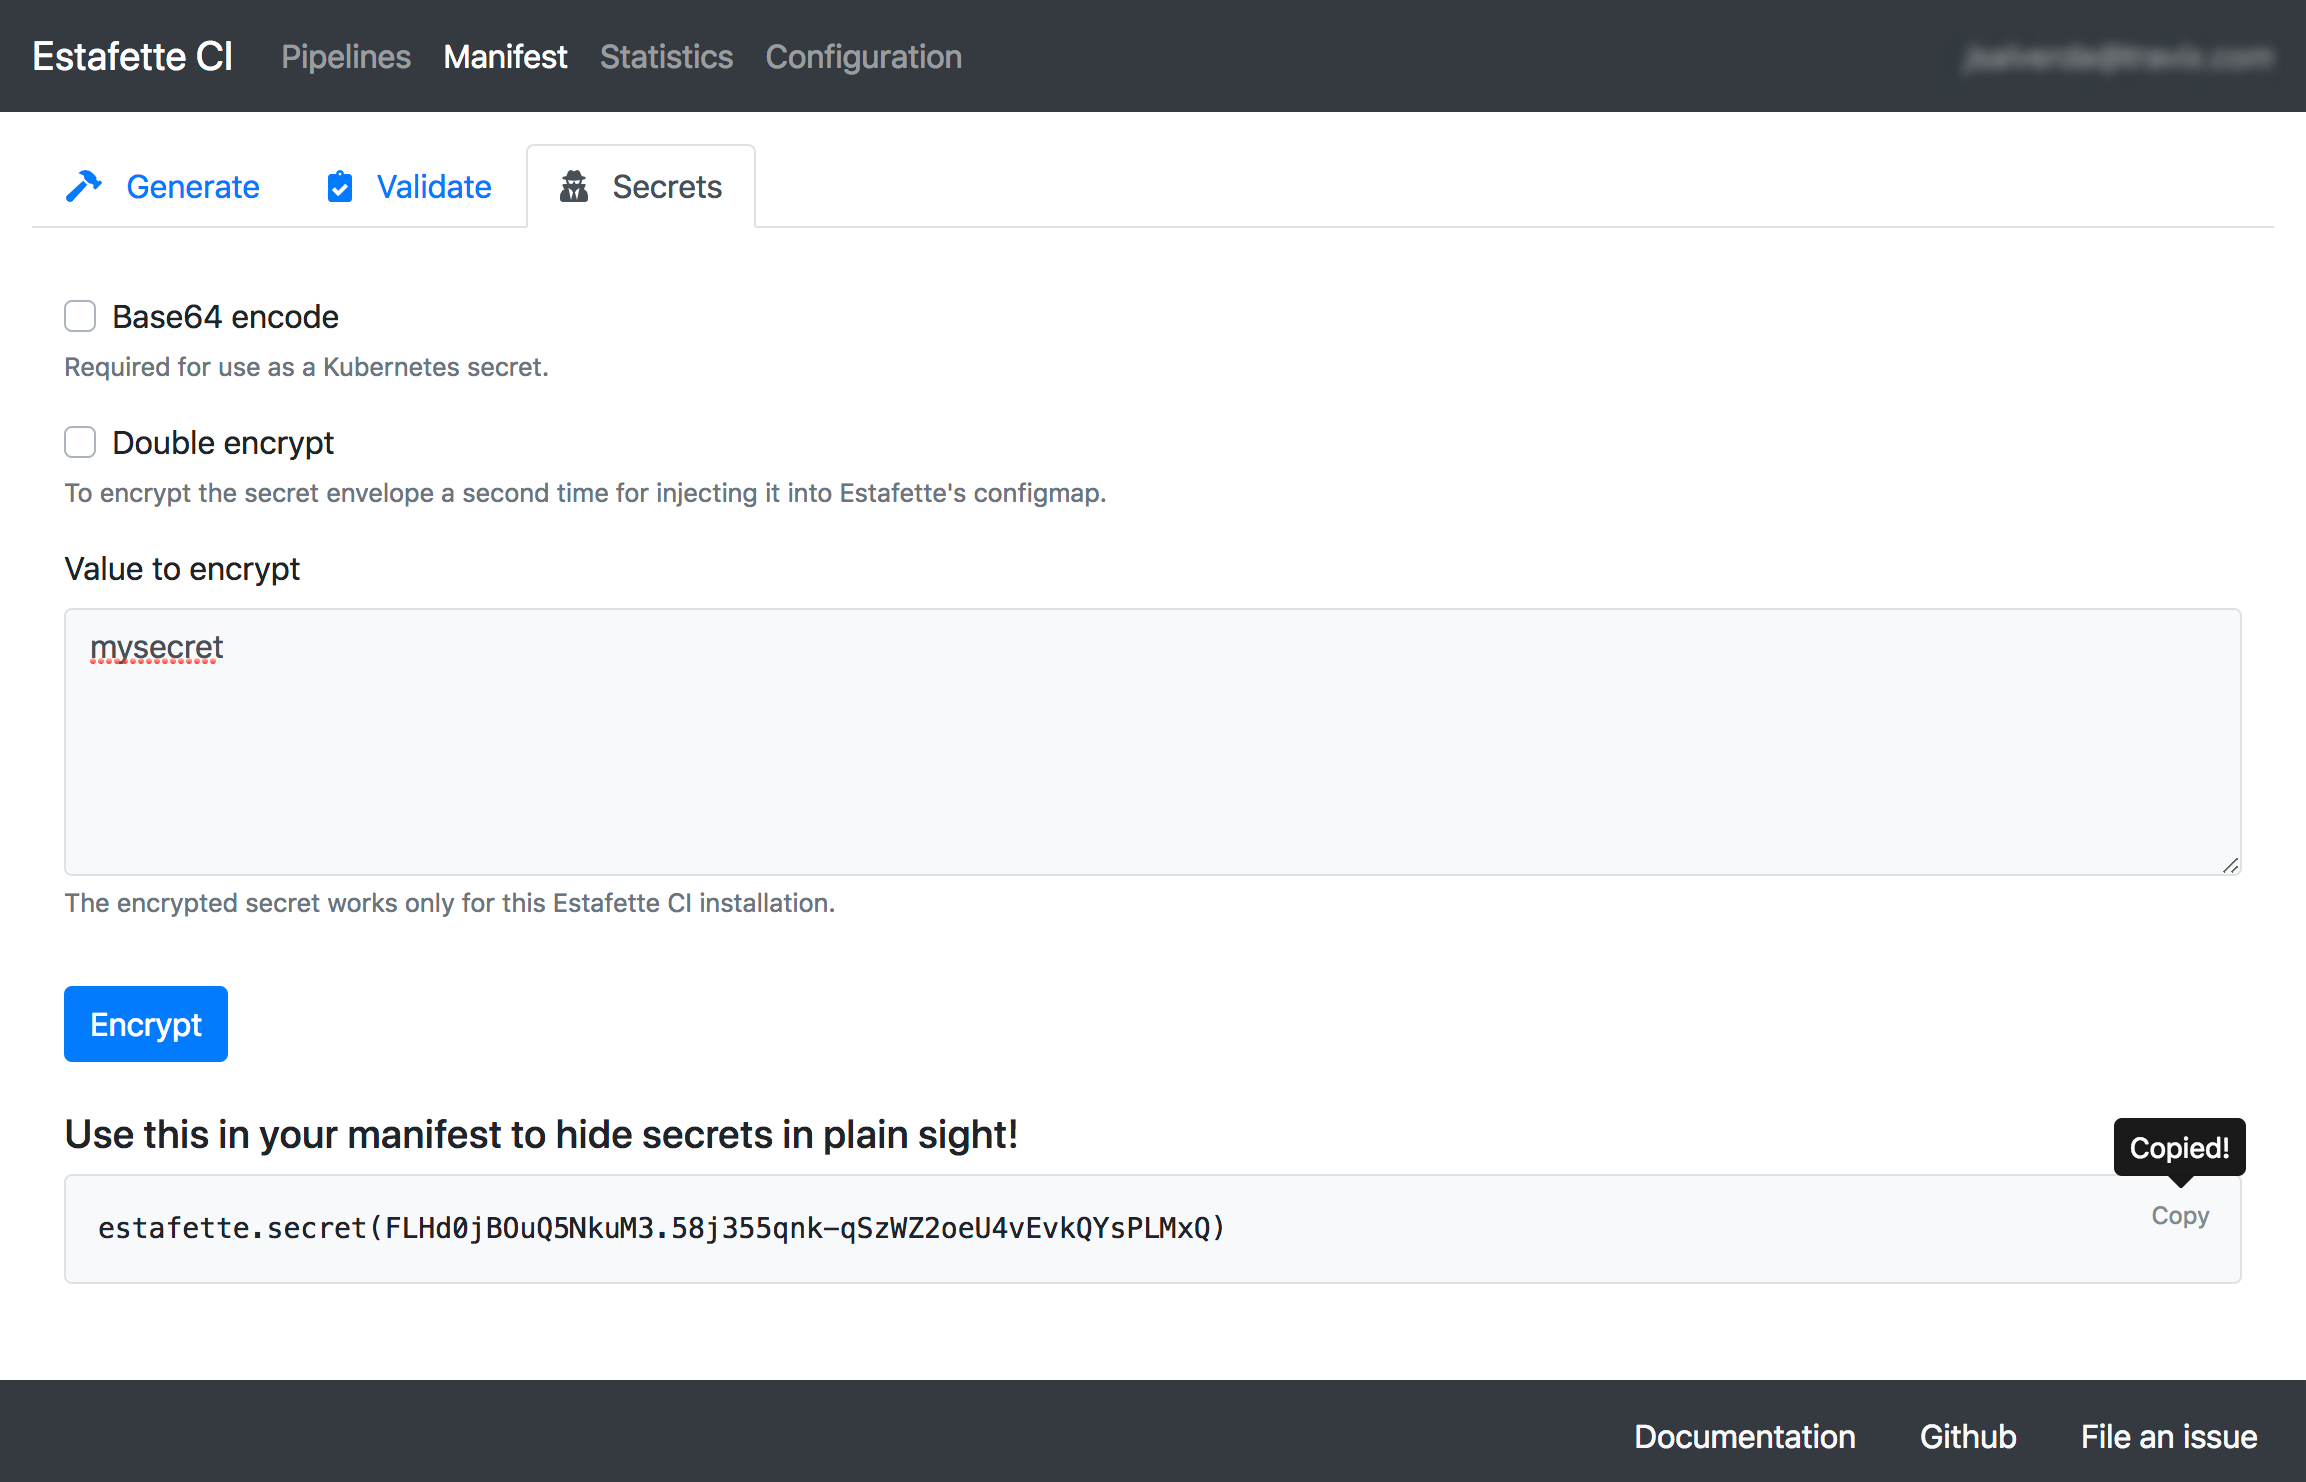 Estafette CI Pipelines Manifest Statistics Configuration
Generate Validate Secrets
Base64 encode
Required for use as a Kubernetes secret.
Double encrypt
To encrypt the secret envelope a second time for injecting it into Estafette's configmap.
Value to encrypt
mysecret
The encrypted secret works only for this Estafette CI installation.
Encrypt
Use this in your manifest to hide secrets in plain sight!
Copied!
Copy
estafette.secret(FLHd0jBOuQ5NkuM3.58j355qnk-qSzWZ2oeU4vEvkQYsPLMxQ)
Documentation Github File an issue